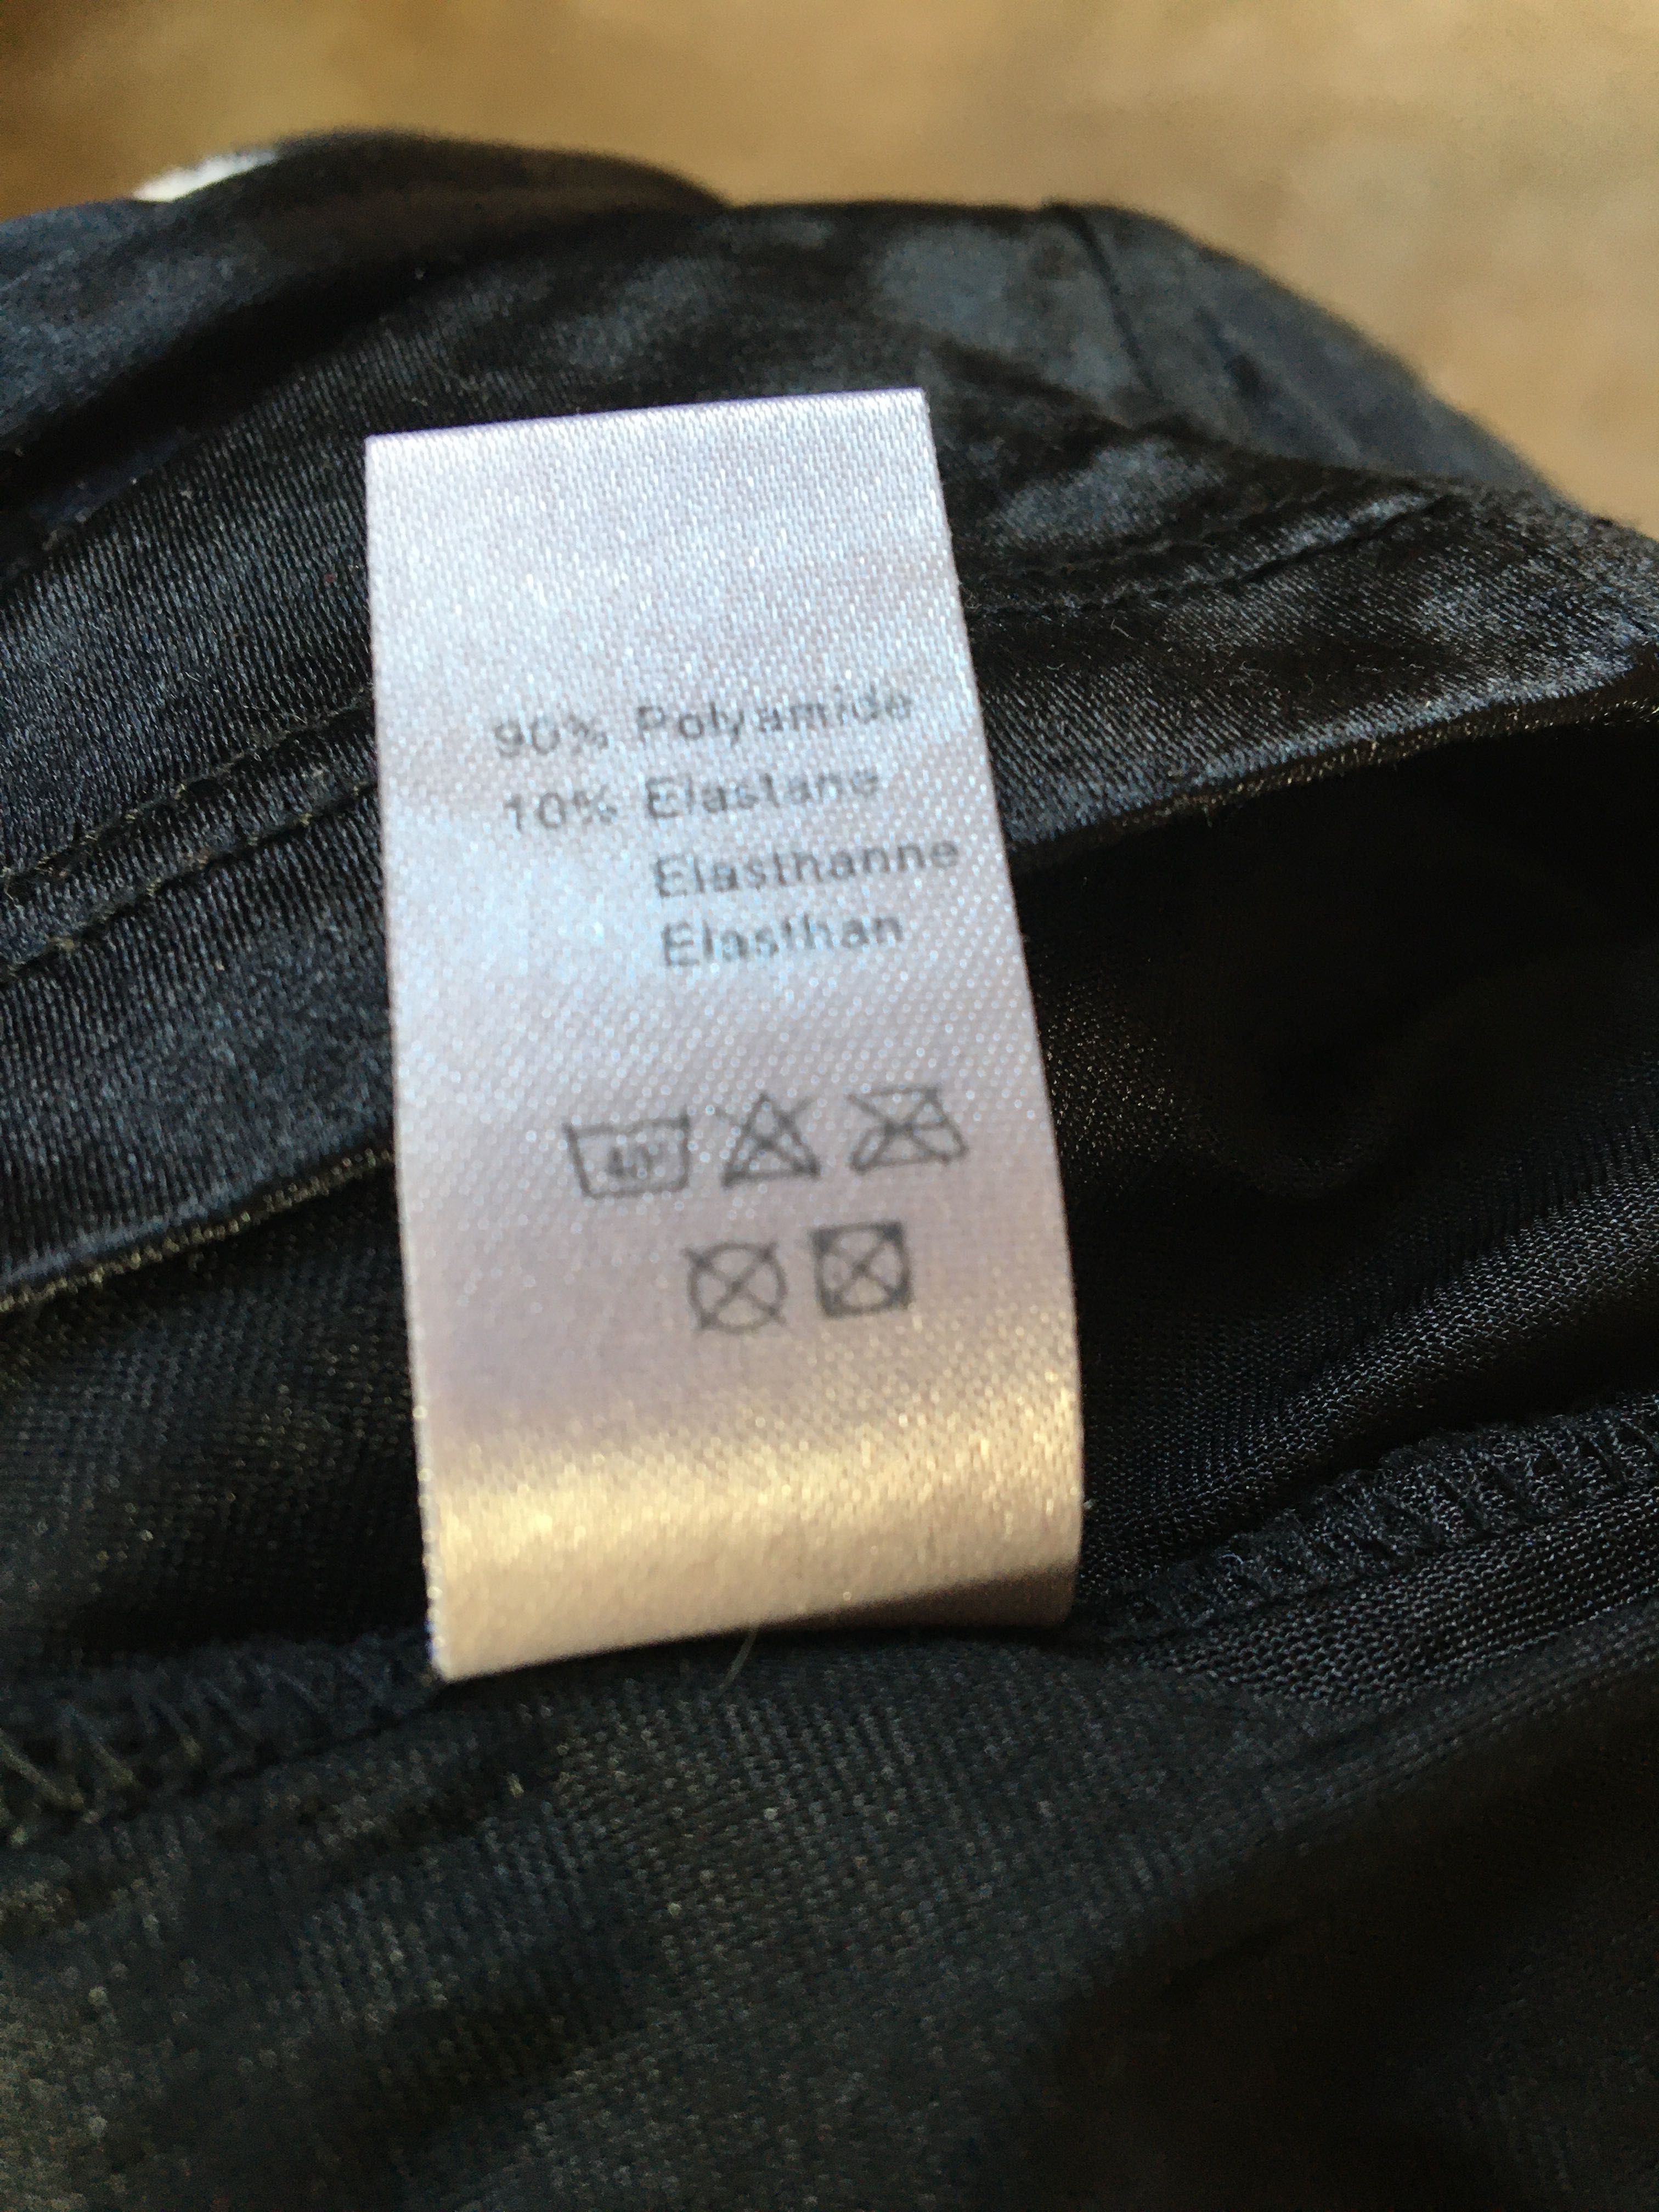 90% Polyamide
10% Elastane
Elasthanne
Elasthan
40°